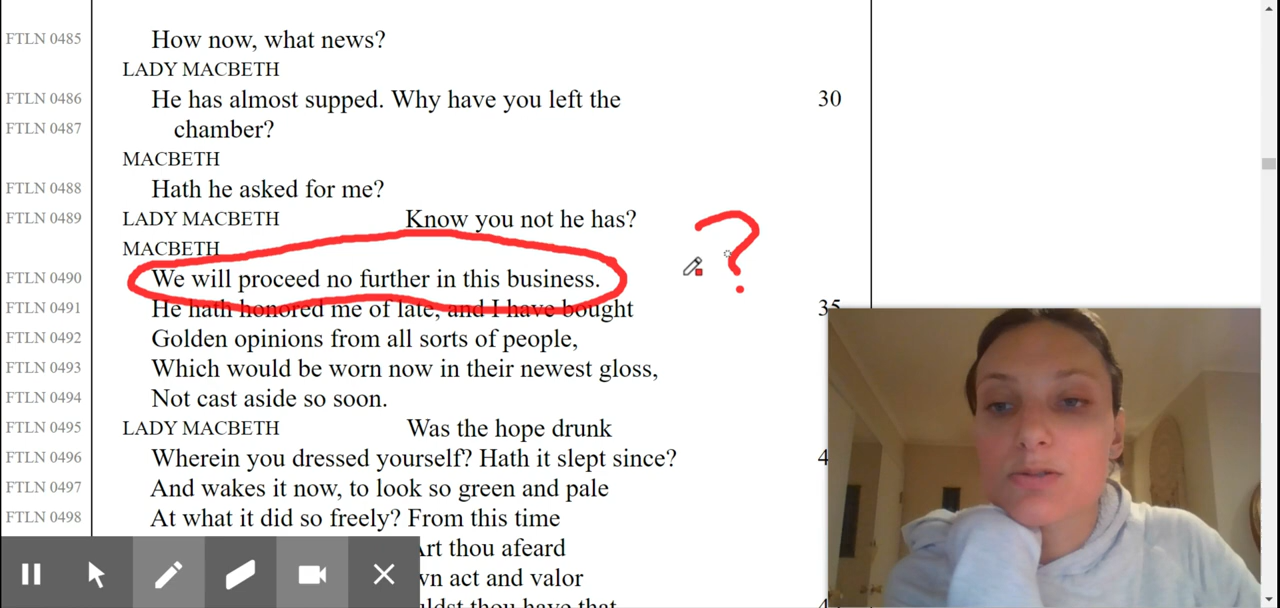 FTLN 0485 How now, what news?
LADY MACBETH
FTLN 0486 He has almost supped. Why have you left the 30
FTLN 0487 chamber?
MACBETH
FTLN 0488 Hath he asked for me?
FTLN 0489 LADY MACBETH Know you not he has?
MACBETH
FTLN 0490 We will proceed no further in this business.
?
FTLN 0491 He hath honored me of late, and I have bought 35
FTLN 0492 Golden opinions from all sorts of people,
FTLN 0493 Which would be worn now in their newest gloss,
FTLN 0494 Not cast aside so soon.
FTLN 0495 LADY MACBETH Was the hope drunk
FTLN 0496 Wherein you dressed yourself? Hath it slept since?
FTLN 0497 And wakes it now, to look so green and pale
FTLN 0498 At what it did so freely? From this time
Art thou afeard
wn act and valor